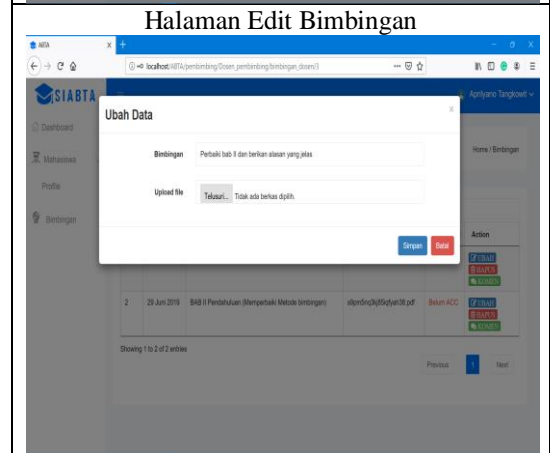 Halaman Edit Bimbingan
AIITA
localhost/ABTA/pembimbing/Dosen_pembimbing/bimbingan_dosen/3
SIABTA
Apriyano Tangkowit
Ubah Data
Dashboard
Bimbingan Perbaiki bab II dan berikan alasan yang jelas
Home / Bimbingan
Mahasiswa
Profile
Upload file Telusuri... Tidak ada berkas dipilih.
Bimbingan
Simpan Batal
Action
UBAH
HAPUS
KOMEN
2 29 Juni 2019 BAB II Pendahuluan (Memperbaiki Metode bimbingan) Belum ACC UBAH
HAPUS
KOMEN
Showing 1 to 2 of 2 entries
Previous 1 Next